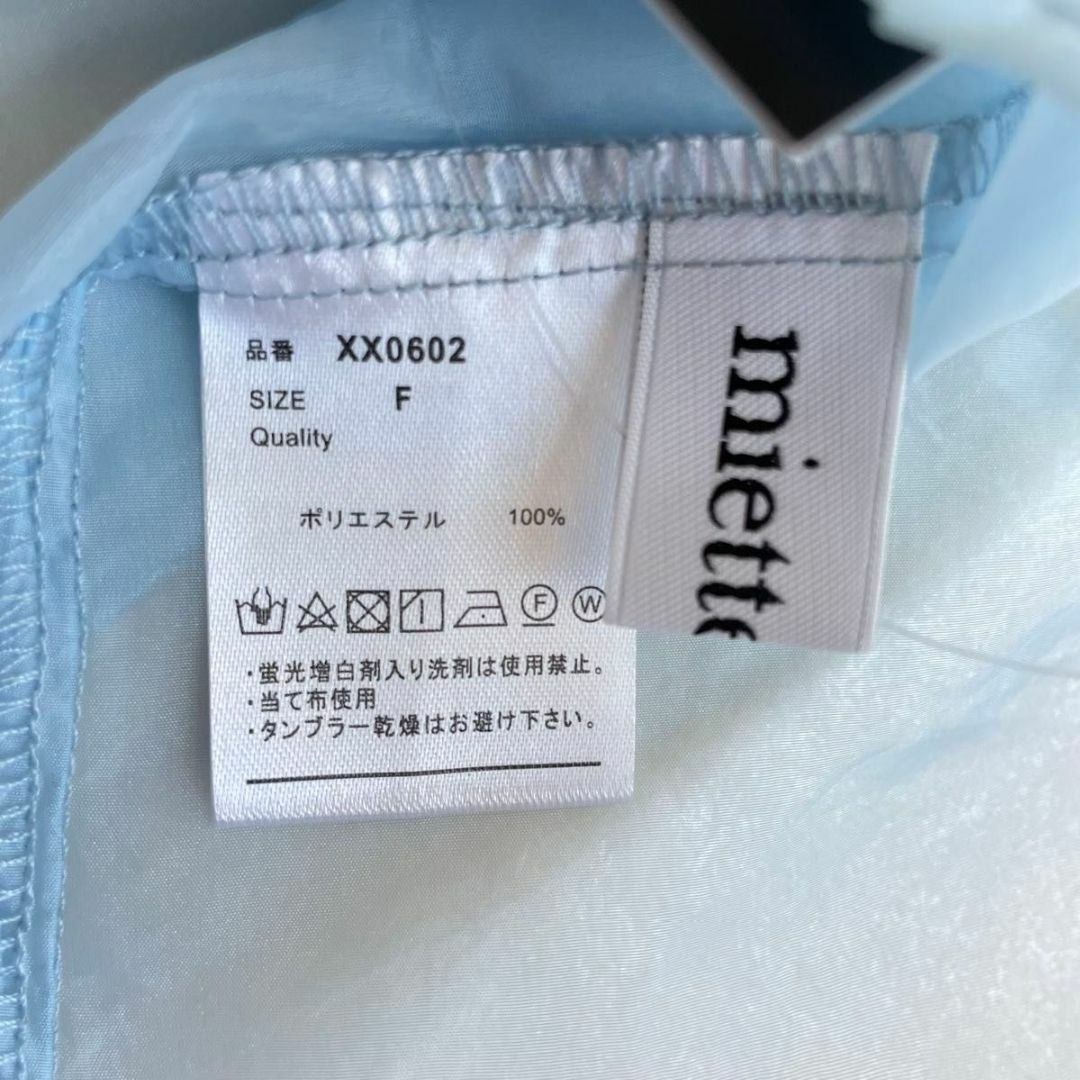 品番 XX0602
SIZE F
Quality
ポリエステル 100%
F W
・蛍光増白剤入り洗剤は使用禁止。
・当て布使用
・タンブラー乾燥はお避け下さい。
miette